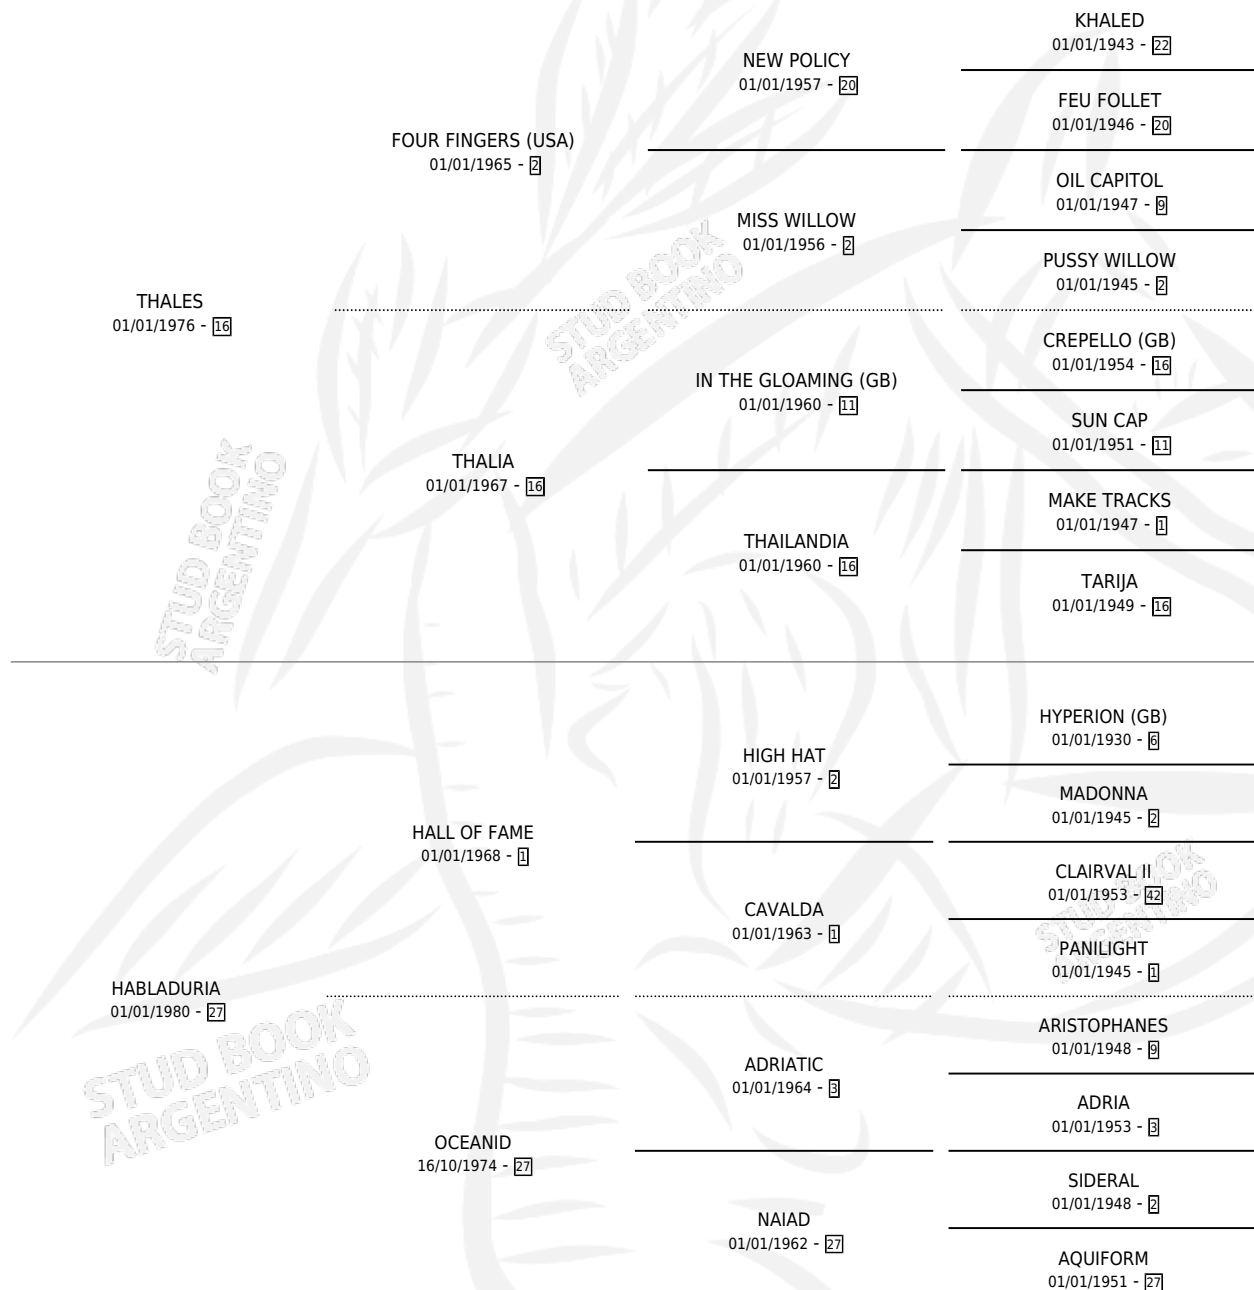 KHALED
01/01/1943 - 22
NEW POLICY
01/01/1957 - 20
FEU FOLLET
01/01/1946 - 20
FOUR FINGERS (USA)
01/01/1965 - 2
OIL CAPITOL
01/01/1947 - 9
MISS WILLOW
01/01/1956 - 2
PUSSY WILLOW
01/01/1945 - 2
THALES
01/01/1976 - 16
STUD BOOK
ARGENTINO
CREPELLO (GB)
01/01/1954 - 16
IN THE GLOAMING (GB)
01/01/1960 - 11
SUN CAP
01/01/1951 - 11
THALIA
01/01/1967 - 16
MAKE TRACKS
01/01/1947 - 1
THAILANDIA
01/01/1960 - 16
TARIJA
01/01/1949 - 16
STUD BOOK
ARGENTINO
HYPERION (GB)
01/01/1930 - 6
HIGH HAT
01/01/1957 - 2
MADONNA
01/01/1945 - 2
HALL OF FAME
01/01/1968 - 1
CLAIRVAL II
01/01/1953 - 42
CAVALDA
01/01/1963 - 1
STUD BOOK
ARGENTINO
PANILIGHT
01/01/1945 - 1
HABLADURIA
01/01/1980 - 27
STUD BOOK
ARGENTINO
ARISTOPHANES
01/01/1948 - 9
ADRIATIC
01/01/1964 - 3
ADRIA
01/01/1953 - 3
OCEANID
16/10/1974 - 27
SIDERAL
01/01/1948 - 2
NAIAD
01/01/1962 - 27
AQUIFORM
01/01/1951 - 27